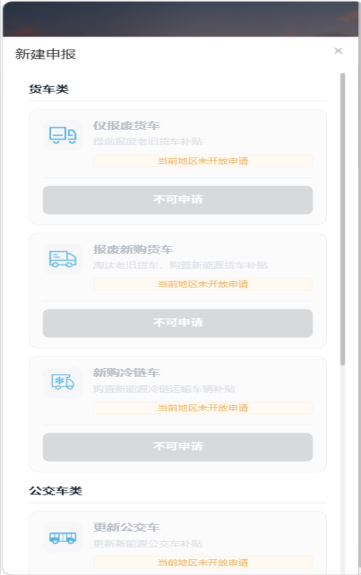 新建申报
×
货车类
仅报废货车
提前报废老旧货车补贴
当前地区未开放申请
不可申请
报废新购货车
淘汰老旧货车、购置新能源货车补贴
当前地区未开放申请
不可申请
新购冷链车
购置新能源冷链运输车辆补贴
当前地区未开放申请
不可申请
公交车类
更新公交车
更新新能源公交车补贴
当前地区未开放申请